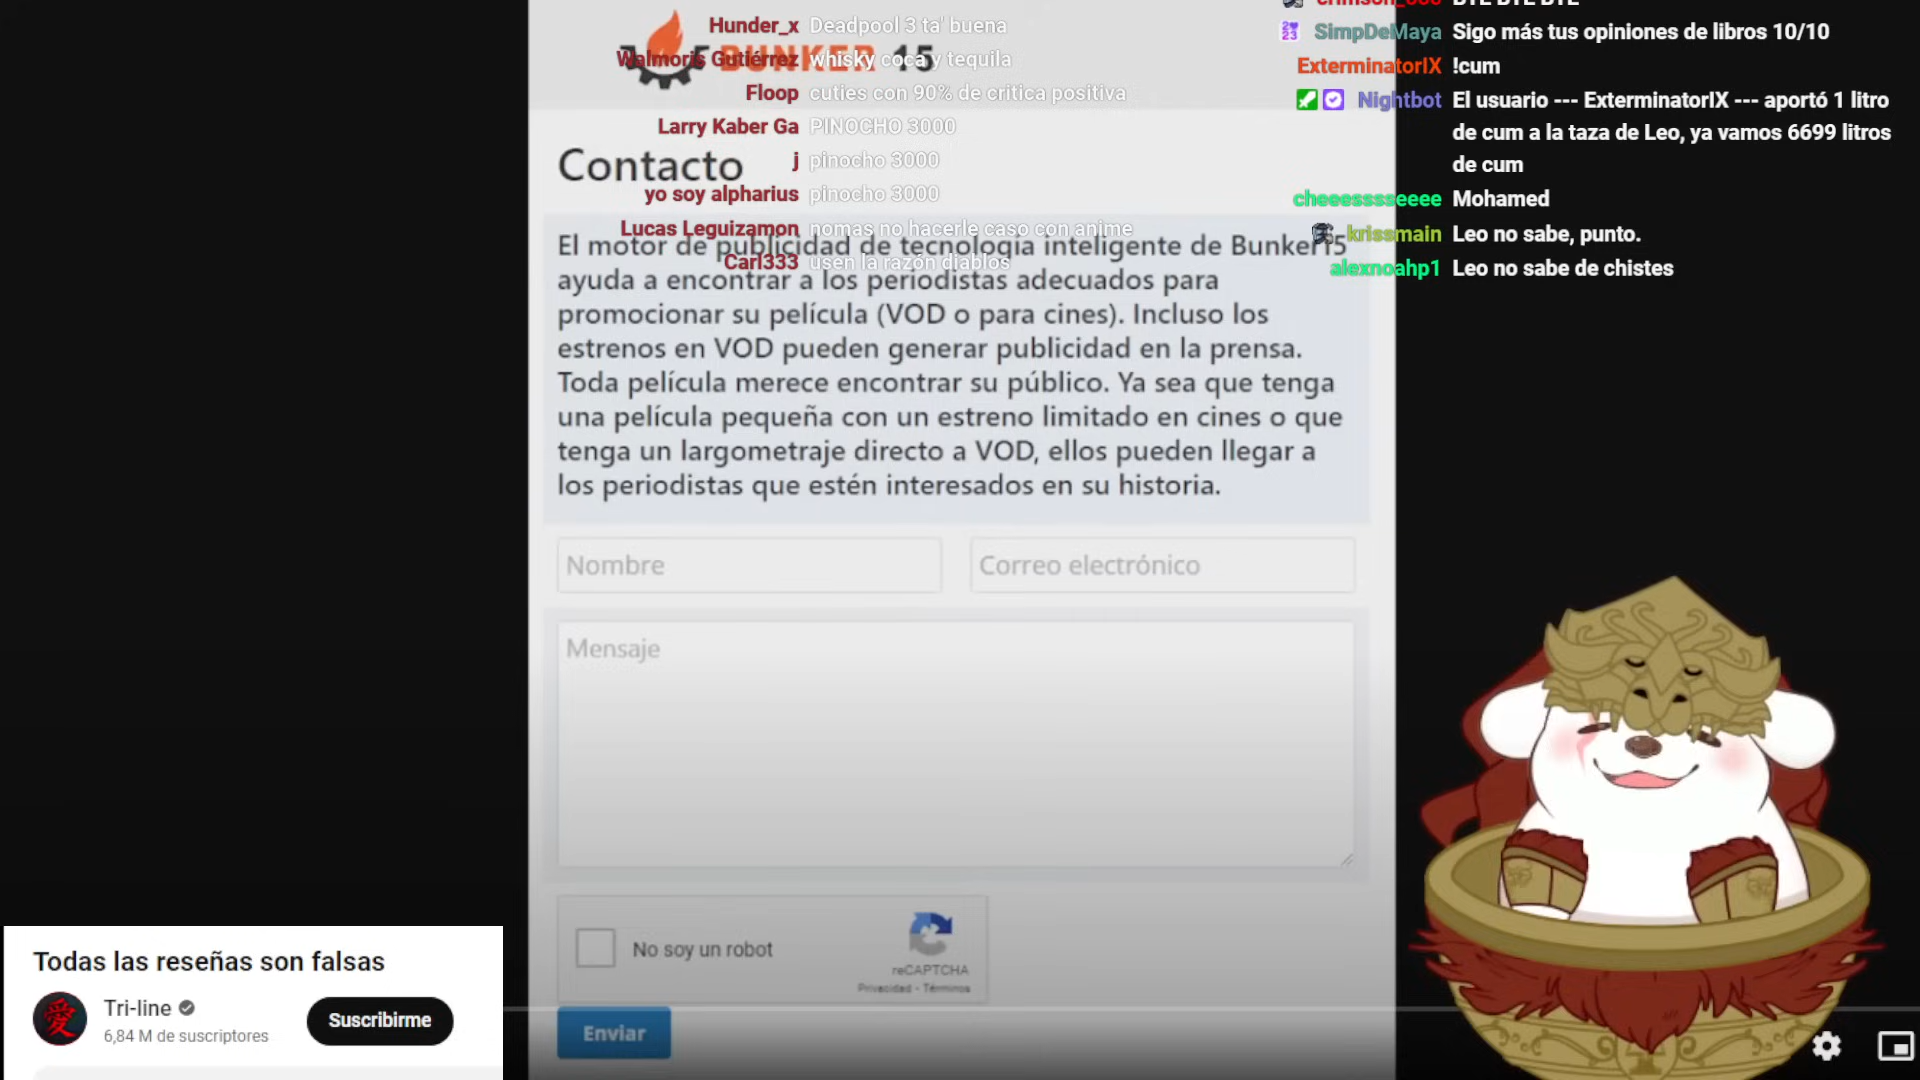 BUNKER 15
Hunder_x Deadpool 3 ta' buena
Walmoris Gutiérrez whisky coca y tequila
Floop cuties con 90% de critica positiva
Larry Kaber Ga PINOCHO 3000
j pinocho 3000
yo soy alpharius pinocho 3000
Lucas Leguizamon nomas no hacerle caso con anime
Carl333 usen la razón diablos
Contacto
El motor de publicidad de tecnología inteligente de Bunker15
ayuda a encontrar a los periodistas adecuados para
promocionar su película (VOD o para cines). Incluso los
estrenos en VOD pueden generar publicidad en la prensa.
Toda película merece encontrar su público. Ya sea que tenga
una película pequeña con un estreno limitado en cines o que
tenga un largometraje directo a VOD, ellos pueden llegar a
los periodistas que estén interesados en su historia.
Nombre
Correo electrónico
Mensaje
No soy un robot
reCAPTCHA
Privacidad - Términos
Enviar
SimpDeMaya Sigo más tus opiniones de libros 10/10
ExterminatorIX !cum
Nightbot El usuario --- ExterminatorIX --- aportó 1 litro
de cum a la taza de Leo, ya vamos 6699 litros
de cum
cheeesssseeee Mohamed
krissmain Leo no sabe, punto.
alexnoahp1 Leo no sabe de chistes
Todas las reseñas son falsas
愛
Tri-line
6,84 M de suscriptores
Suscribirme